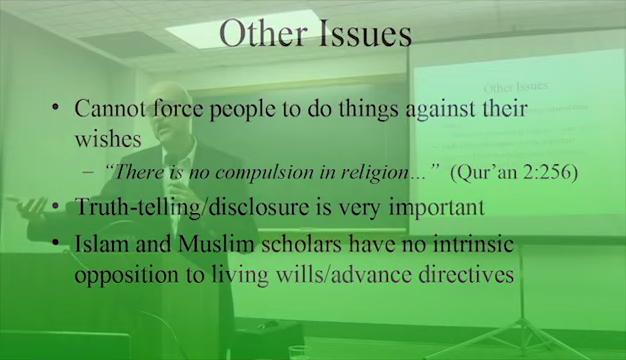 Other Issues
• Cannot force people to do things against their
wishes
– “There is no compulsion in religion…” (Qur’an 2:256)
• Truth-telling/disclosure is very important
• Islam and Muslim scholars have no intrinsic
opposition to living wills/advance directives
Other Issues